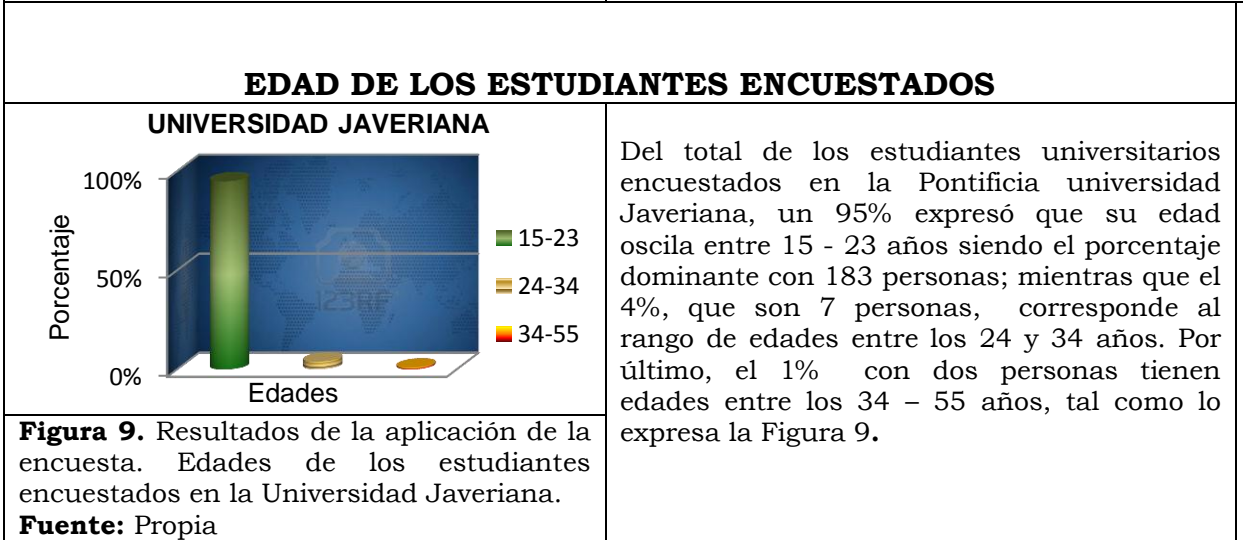 EDAD DE LOS ESTUDIANTES ENCUESTADOS
UNIVERSIDAD JAVERIANA
Porcentaje
100%
50%
0%
Edades
15-23
24-34
34-55
123RF
Figura 9. Resultados de la aplicación de la
encuesta. Edades de los estudiantes
encuestados en la Universidad Javeriana.
Fuente: Propia
Del total de los estudiantes universitarios
encuestados en la Pontificia universidad
Javeriana, un 95% expresó que su edad
oscila entre 15 - 23 años siendo el porcentaje
dominante con 183 personas; mientras que el
4%, que son 7 personas, corresponde al
rango de edades entre los 24 y 34 años. Por
último, el 1% con dos personas tienen
edades entre los 34 – 55 años, tal como lo
expresa la Figura 9.